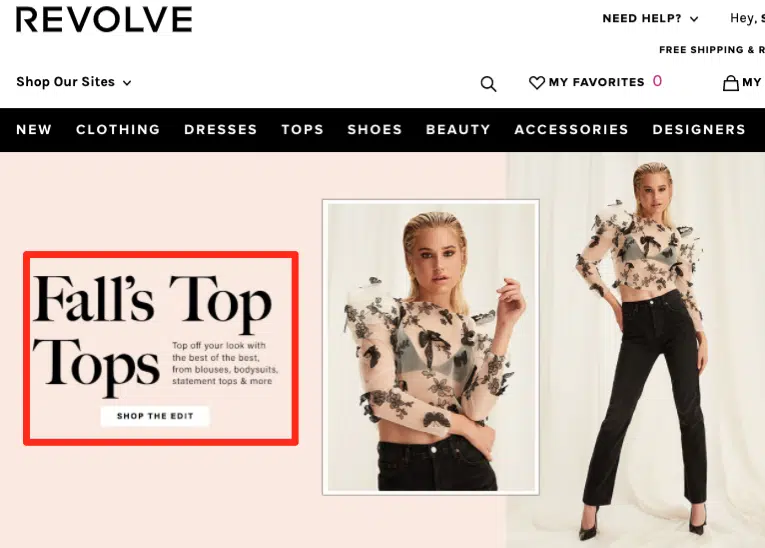 REVOLVE
NEED HELP?
Hey,
FREE SHIPPING &
Shop Our Sites
MY FAVORITES 0
MY
NEW CLOTHING DRESSES TOPS SHOES BEAUTY ACCESSORIES DESIGNERS
Fall's Top
Tops
Top off your look with
the best of the best,
from blouses, bodysuits,
statement tops & more
SHOP THE EDIT